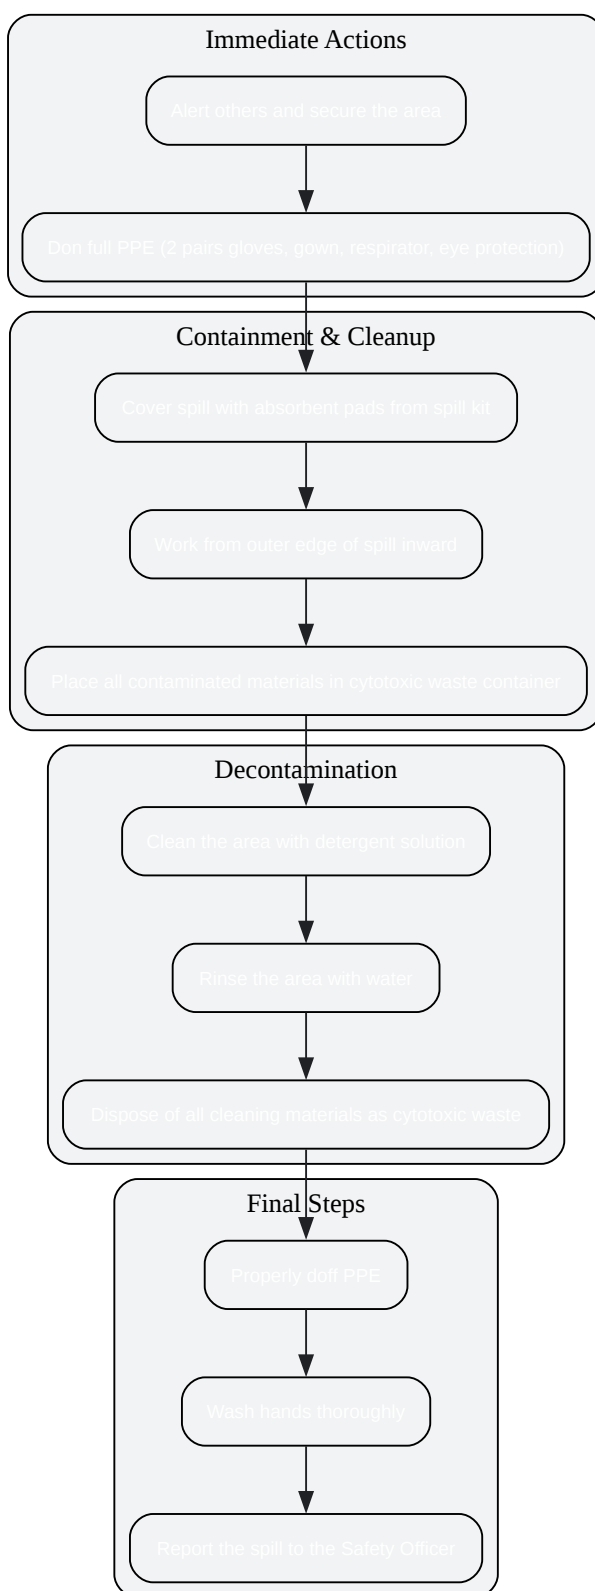 Immediate Actions
Alert others and secure the area
Don full PPE (2 pairs gloves, gown, respirator, eye protection)
Containment & Cleanup
Cover spill with absorbent pads from spill kit
Work from outer edge of spill inward
Place all contaminated materials in cytotoxic waste container
Decontamination
Clean the area with detergent solution
Rinse the area with water
Dispose of all cleaning materials as cytotoxic waste
Final Steps
Properly doff PPE
Wash hands thoroughly
Report the spill to the Safety Officer